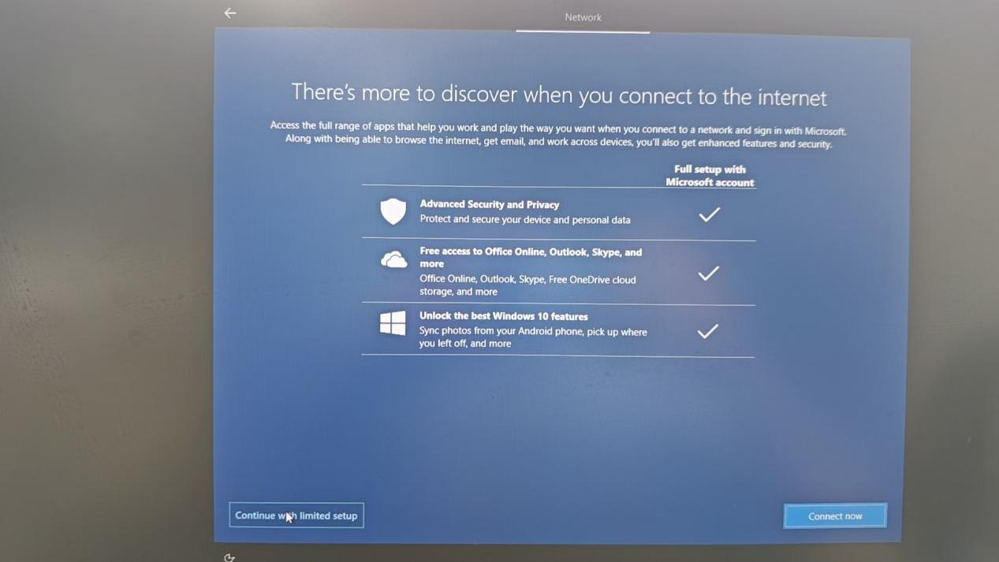 Network
There's more to discover when you connect to the internet
Access the full range of apps that help you work and play the way you want when you connect to a network and sign in with Microsoft.
Along with being able to browse the internet, get email, and work across devices, you'll also get enhanced features and security.
Full setup with
Microsoft account
Advanced Security and Privacy
Protect and secure your device and personal data
Free access to Office Online, Outlook, Skype, and
more
Office Online, Outlook, Skype, Free OneDrive cloud
storage, and more
Unlock the best Windows 10 features
Sync photos from your Android phone, pick up where
you left off, and more
Continue with limited setup
Connect now